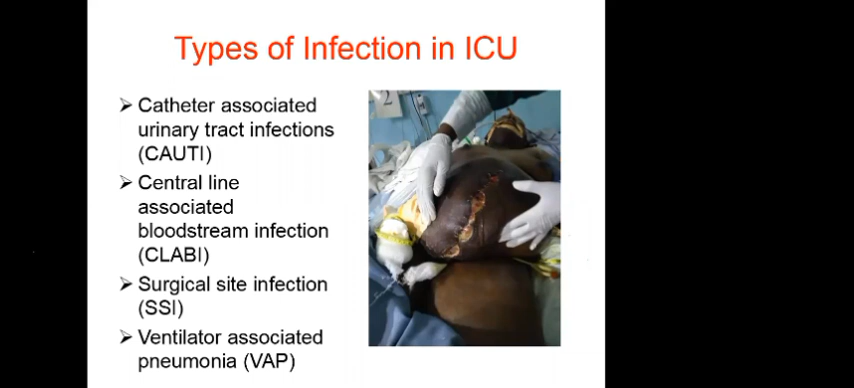 Types of Infection in ICU
➢ Catheter associated
urinary tract infections
(CAUTI)
➢ Central line
associated
bloodstream infection
(CLABI)
➢ Surgical site infection
(SSI)
➢ Ventilator associated
pneumonia (VAP)
2